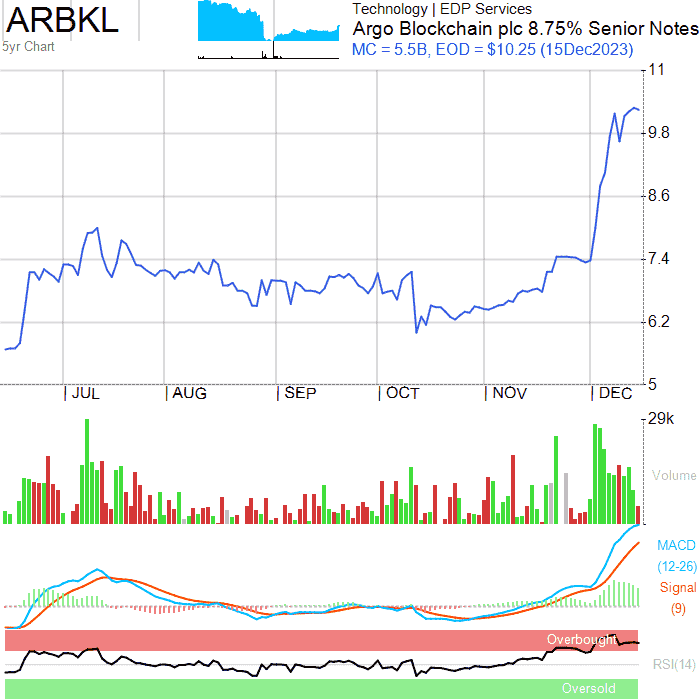 ARBKL
5yr Chart
Technology | EDP Services
Argo Blockchain plc 8.75% Senior Notes
MC = 5.5B, EOD = $10.25 (15Dec2023)
11
9.8
8.6
7.4
6.2
5
JUL AUG SEP OCT NOV DEC
29k
Volume
MACD
(12-26)
Signal
(9)
Overbought
RSI(14)
Oversold